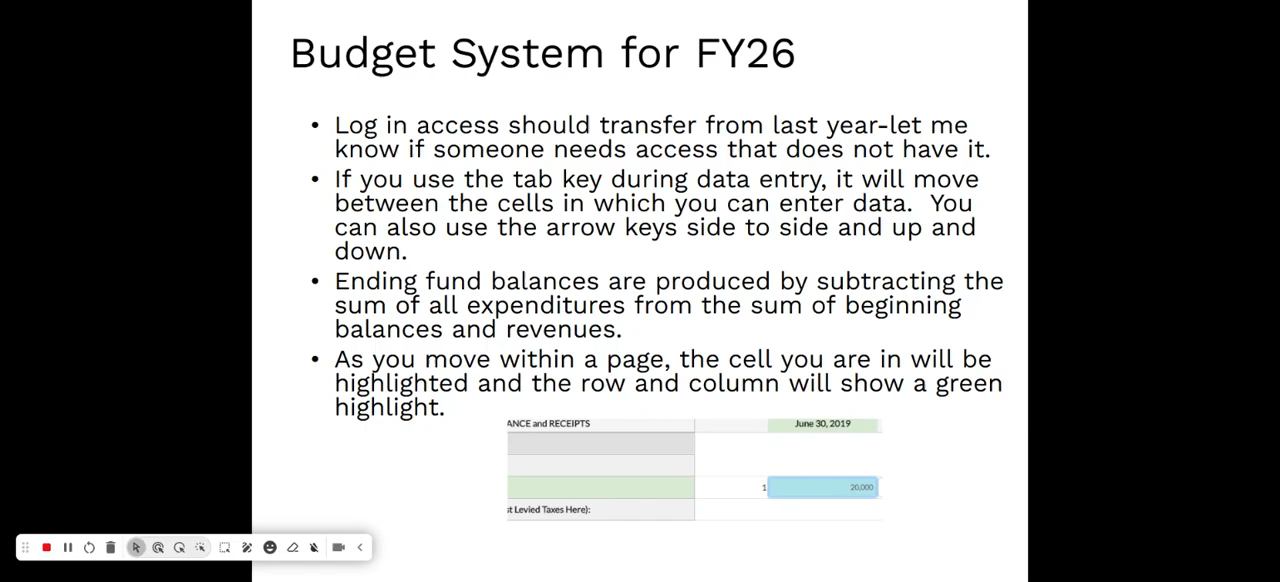 Budget System for FY26
• Log in access should transfer from last year-let me
know if someone needs access that does not have it.
• If you use the tab key during data entry, it will move
between the cells in which you can enter data.  You
can also use the arrow keys side to side and up and
down.
• Ending fund balances are produced by subtracting the
sum of all expenditures from the sum of beginning
balances and revenues.
• As you move within a page, the cell you are in will be
highlighted and the row and column will show a green
highlight.
ANCE and RECEIPTS June 30, 2019
1 20,000
st Levied Taxes Here):